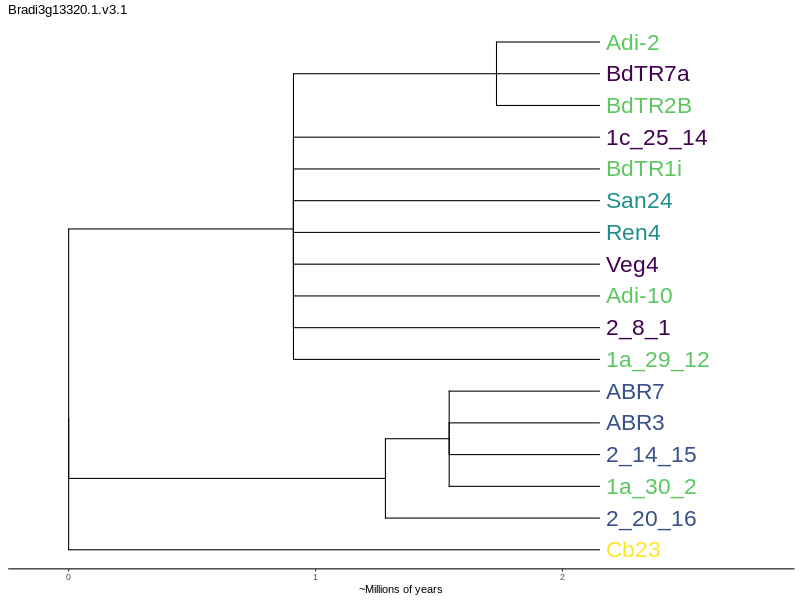 Bradi3g13320.1.v3.1
Adi-2
BdTR7a
BdTR2B
1c_25_14
BdTR1i
San24
Ren4
Veg4
Adi-10
2_8_1
1a_29_12
ABR7
ABR3
2_14_15
1a_30_2
2_20_16
Cb23
0 1 2
~Millions of years